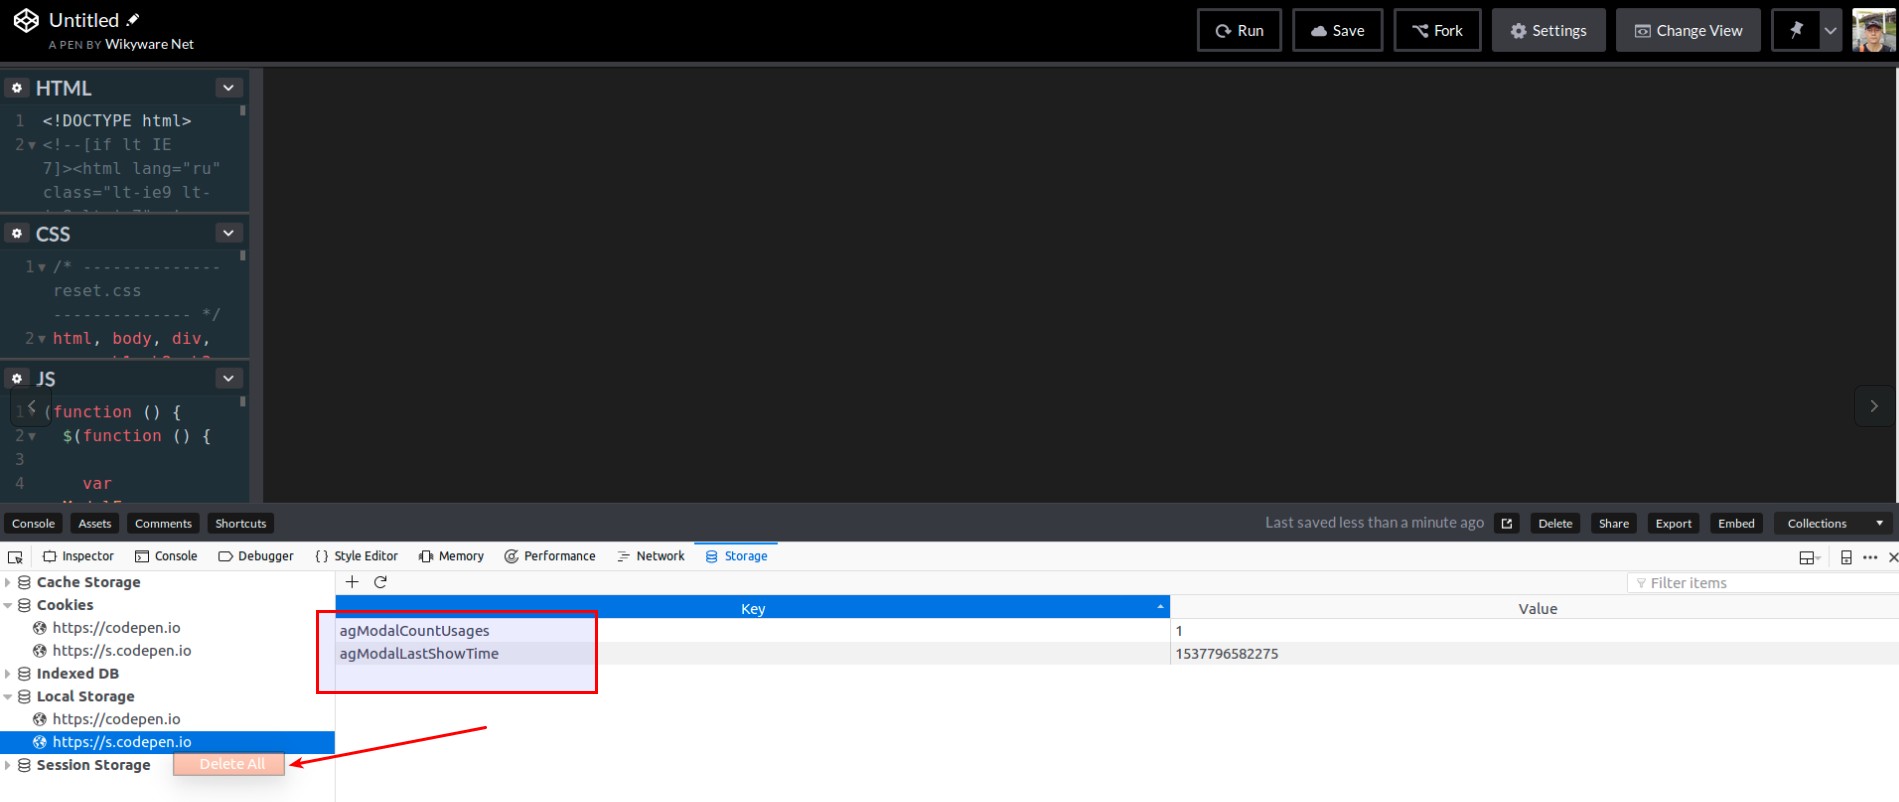 Untitled
A PEN BY Wikyware Net
Run
Save
Fork
Settings
Change View
HTML
1 <!DOCTYPE html>
2 <!--[if lt IE
7]><html lang="ru"
class="lt-ie9 lt-
CSS
1 /* --------------
reset.css
-------------- */
2 html, body, div,
JS
1 (function () {
2 $(function () {
3
4 var
Console Assets Comments Shortcuts
Last saved less than a minute ago
Delete Share Export Embed Collections
Inspector Console Debugger {} Style Editor Memory Performance Network Storage
Cache Storage
Cookies
https://codepen.io
https://s.codepen.io
Indexed DB
Local Storage
https://codepen.io
https://s.codepen.io
Session Storage
Delete All
Filter items
Key Value
agModalCountUsages 1
agModalLastShowTime 1537796582275